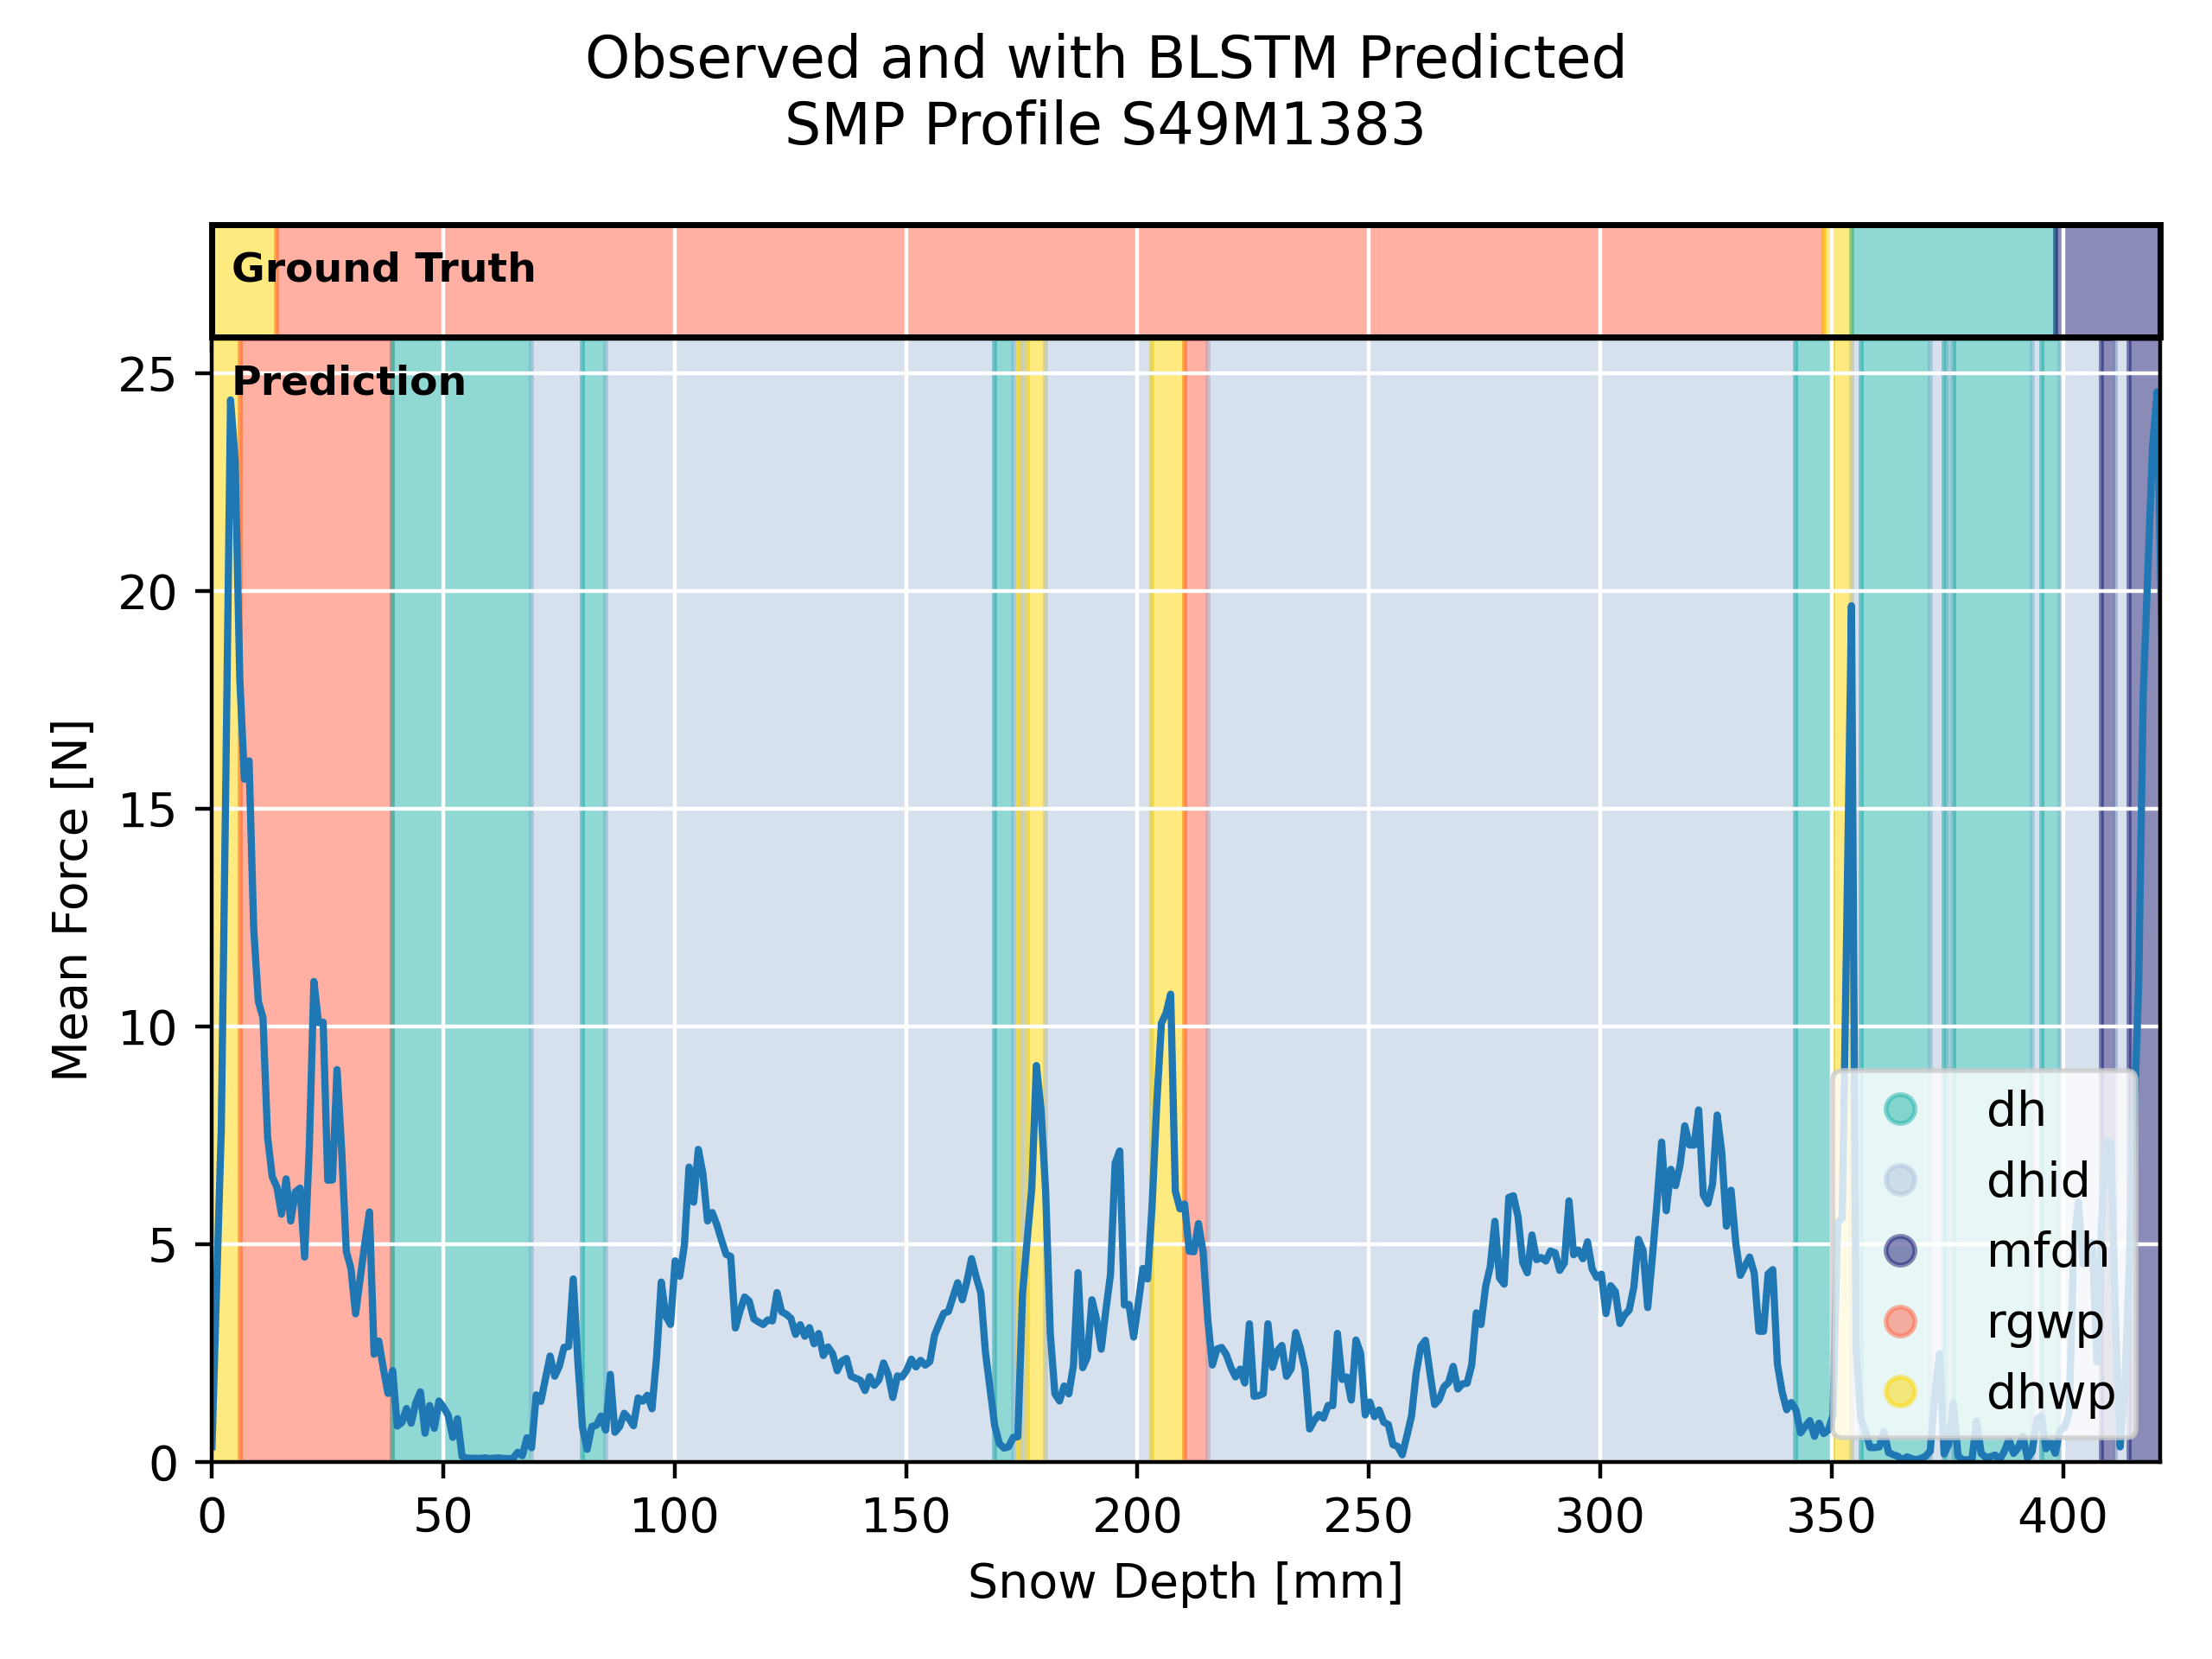 Observed and with BLSTM Predicted
SMP Profile S49M1383
Ground Truth
Prediction
25
20
15
10
5
0
Mean Force [N]
dh
dhid
mfdh
rgwp
dhwp
0 50 100 150 200 250 300 350 400
Snow Depth [mm]